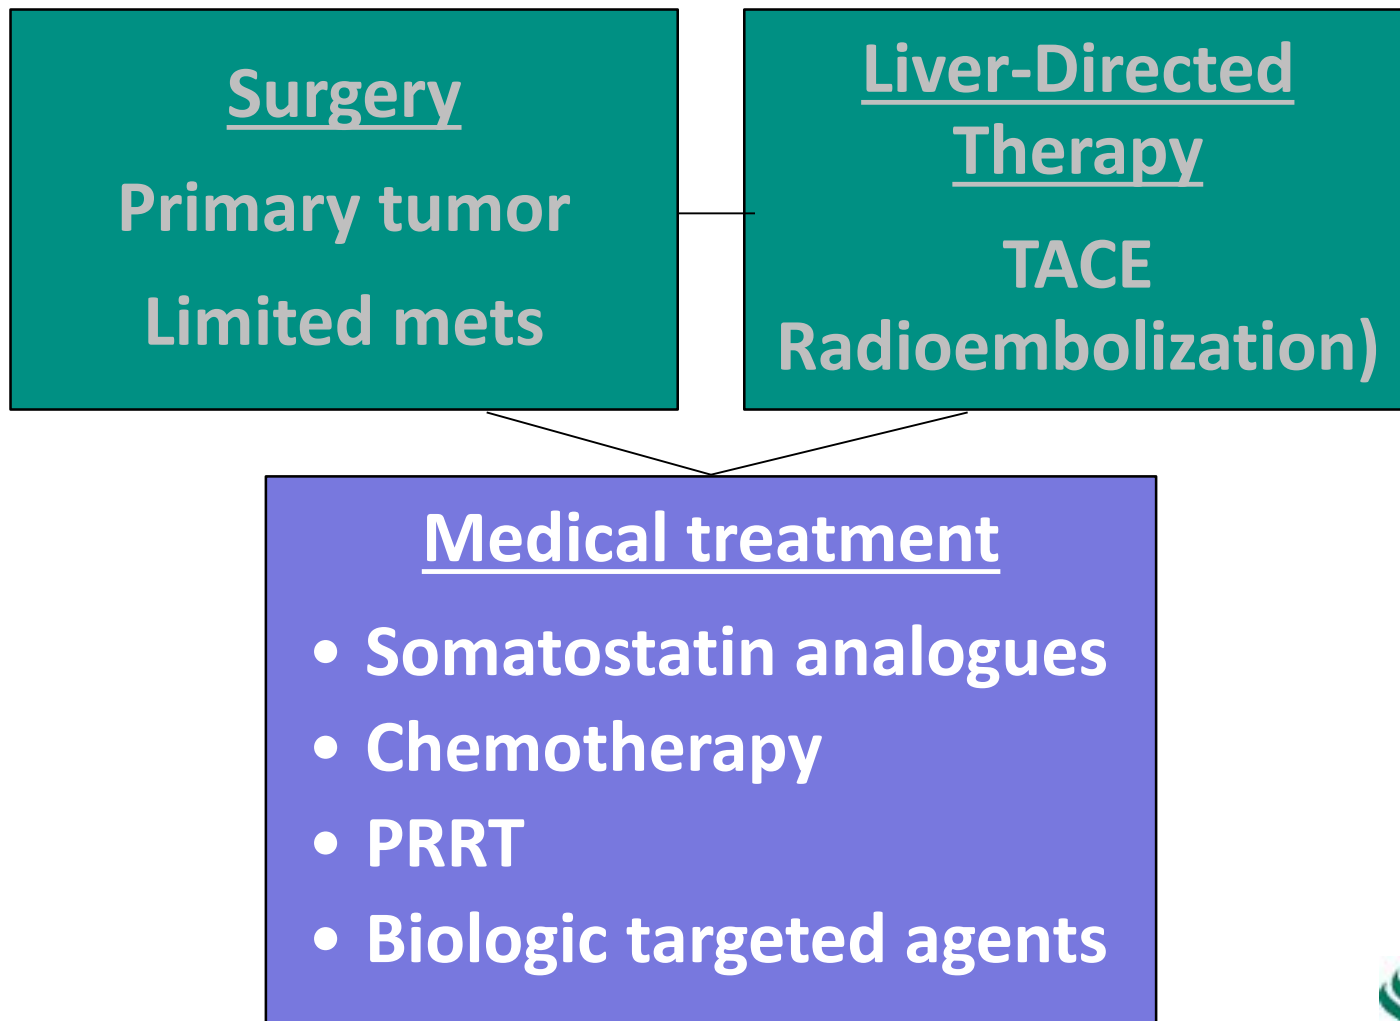 Surgery
Primary tumor
Limited mets
Liver-Directed
Therapy
TACE
Radioembolization)
Medical treatment
• Somatostatin analogues
• Chemotherapy
• PRRT
• Biologic targeted agents